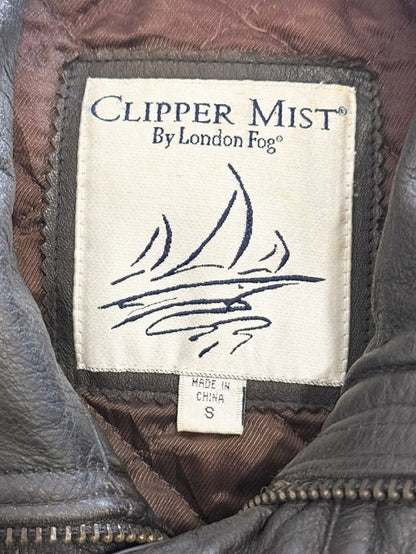 CLIPPER MIST®
By London Fog®
MADE IN
CHINA
S